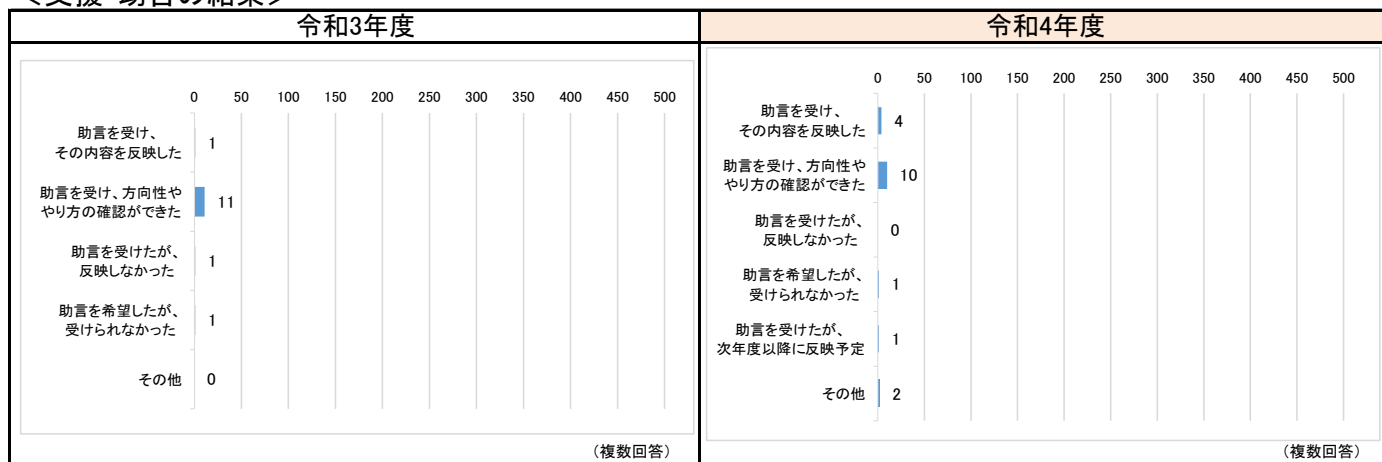 ＜支援・助言の結果＞
令和3年度
0 50 100 150 200 250 300 350 400 450 500
助言を受け、
その内容を反映した
1
助言を受け、方向性や
やり方の確認ができた
11
助言を受けたが、
反映しなかった
1
助言を希望したが、
受けられなかった
1
その他
0
（複数回答）
令和4年度
0 50 100 150 200 250 300 350 400 450 500
助言を受け、
その内容を反映した
4
助言を受け、方向性や
やり方の確認ができた
10
助言を受けたが、
反映しなかった
0
助言を希望したが、
受けられなかった
1
助言を受けたが、
次年度以降に反映予定
1
その他
2
（複数回答）